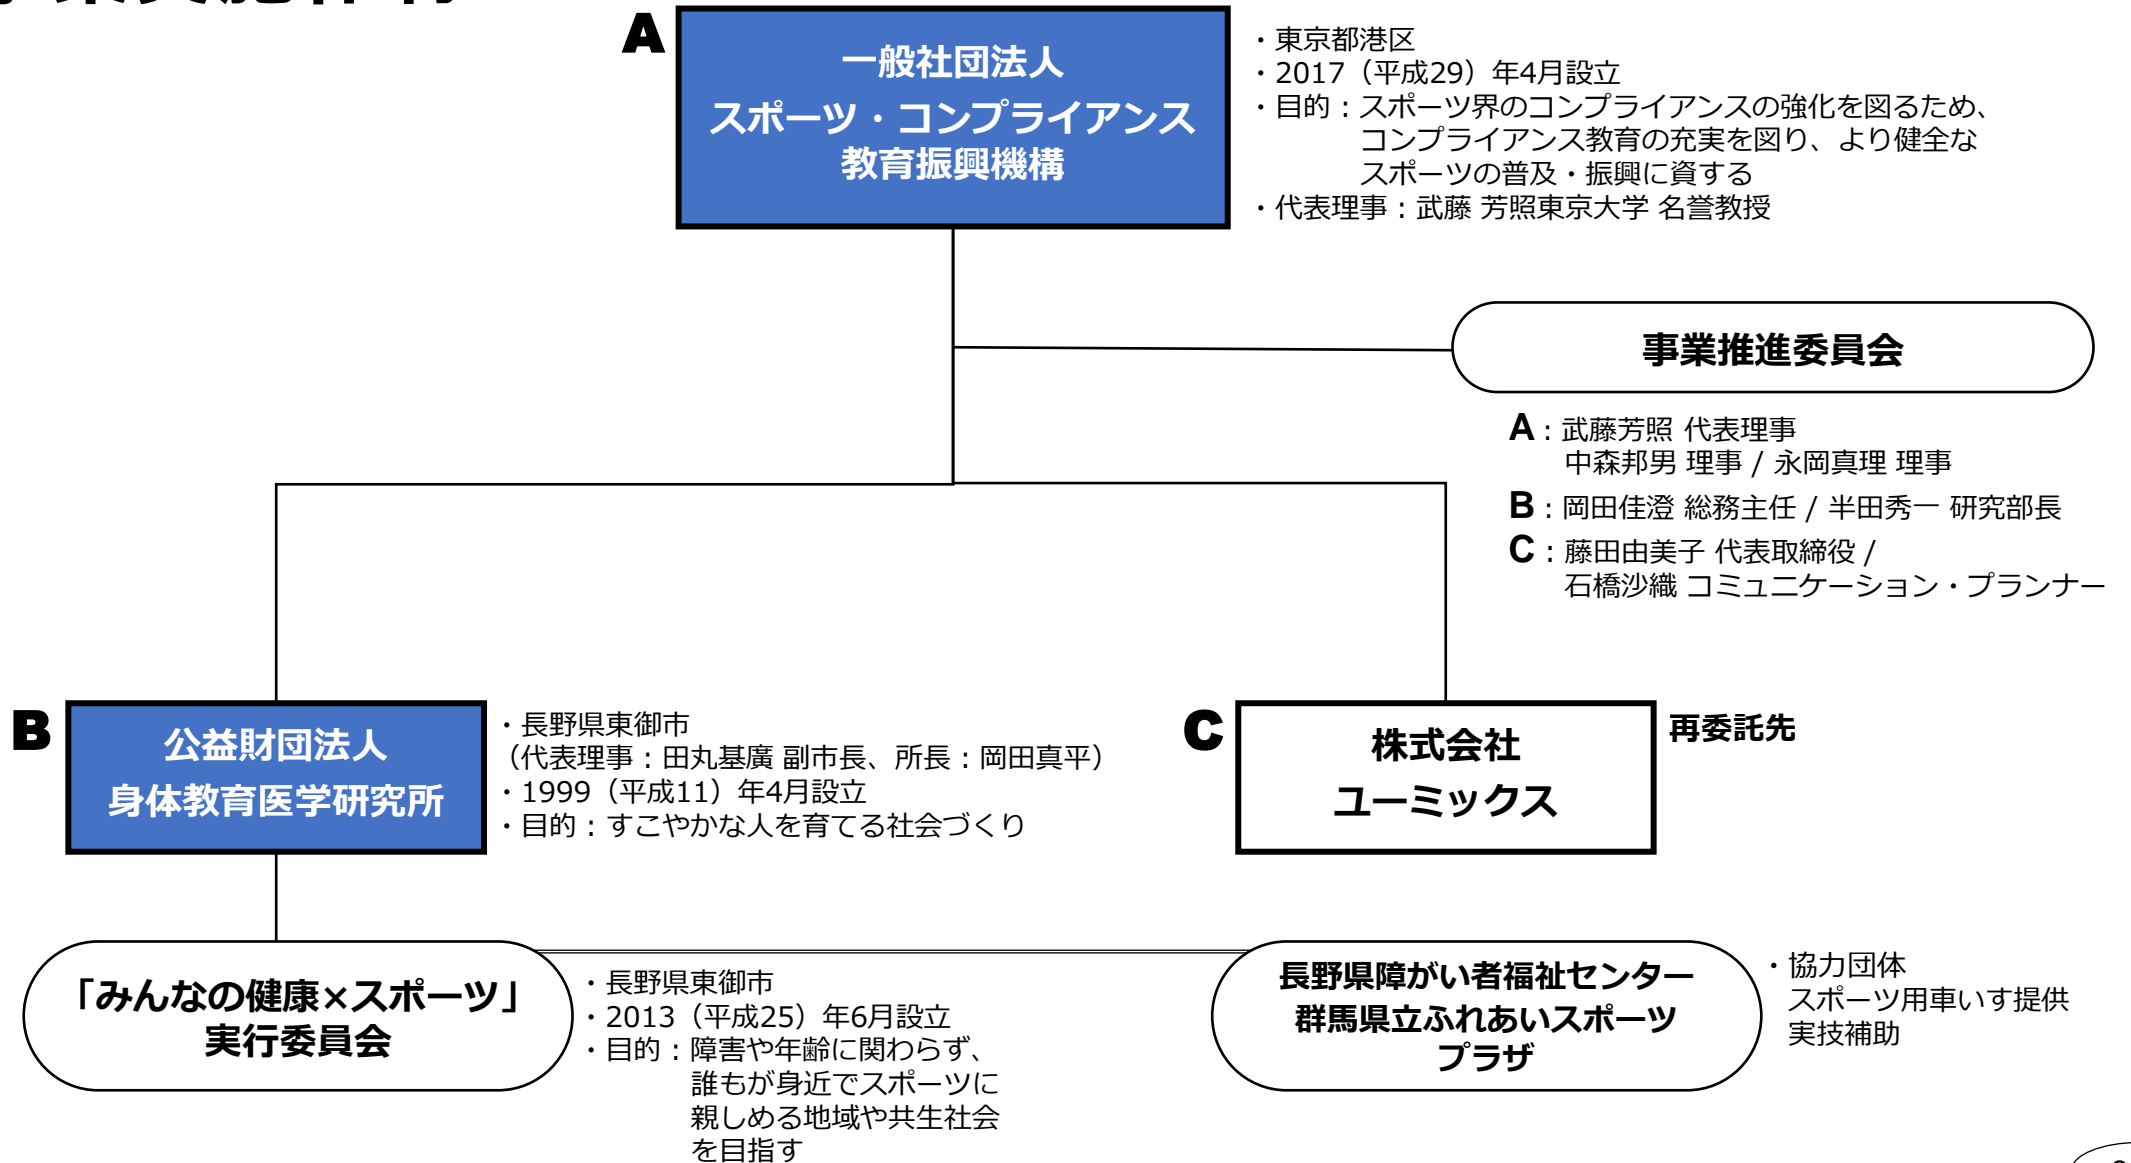 A
一般社団法人
スポーツ・コンプライアンス
教育振興機構
・東京都港区
・2017（平成29）年4月設立
・目的：スポーツ界のコンプライアンスの強化を図るため、
コンプライアンス教育の充実を図り、より健全な
スポーツの普及・振興に資する
・代表理事：武藤 芳照東京大学 名誉教授
事業推進委員会
A：武藤芳照 代表理事
中森邦男 理事 / 永岡真理 理事
B：岡田佳澄 総務主任 / 半田秀一 研究部長
C：藤田由美子 代表取締役 /
石橋沙織 コミュニケーション・プランナー
B
公益財団法人
身体教育医学研究所
・長野県東御市
（代表理事：田丸基廣 副市長、所長：岡田真平）
・1999（平成11）年4月設立
・目的：すこやかな人を育てる社会づくり
C
株式会社
ユーミックス
再委託先
「みんなの健康×スポーツ」
実行委員会
・長野県東御市
・2013（平成25）年6月設立
・目的：障害や年齢に関わらず、
誰もが身近でスポーツに
親しめる地域や共生社会
を目指す
長野県障がい者福祉センター
群馬県立ふれあいスポーツ
プラザ
・協力団体
スポーツ用車いす提供
実技補助